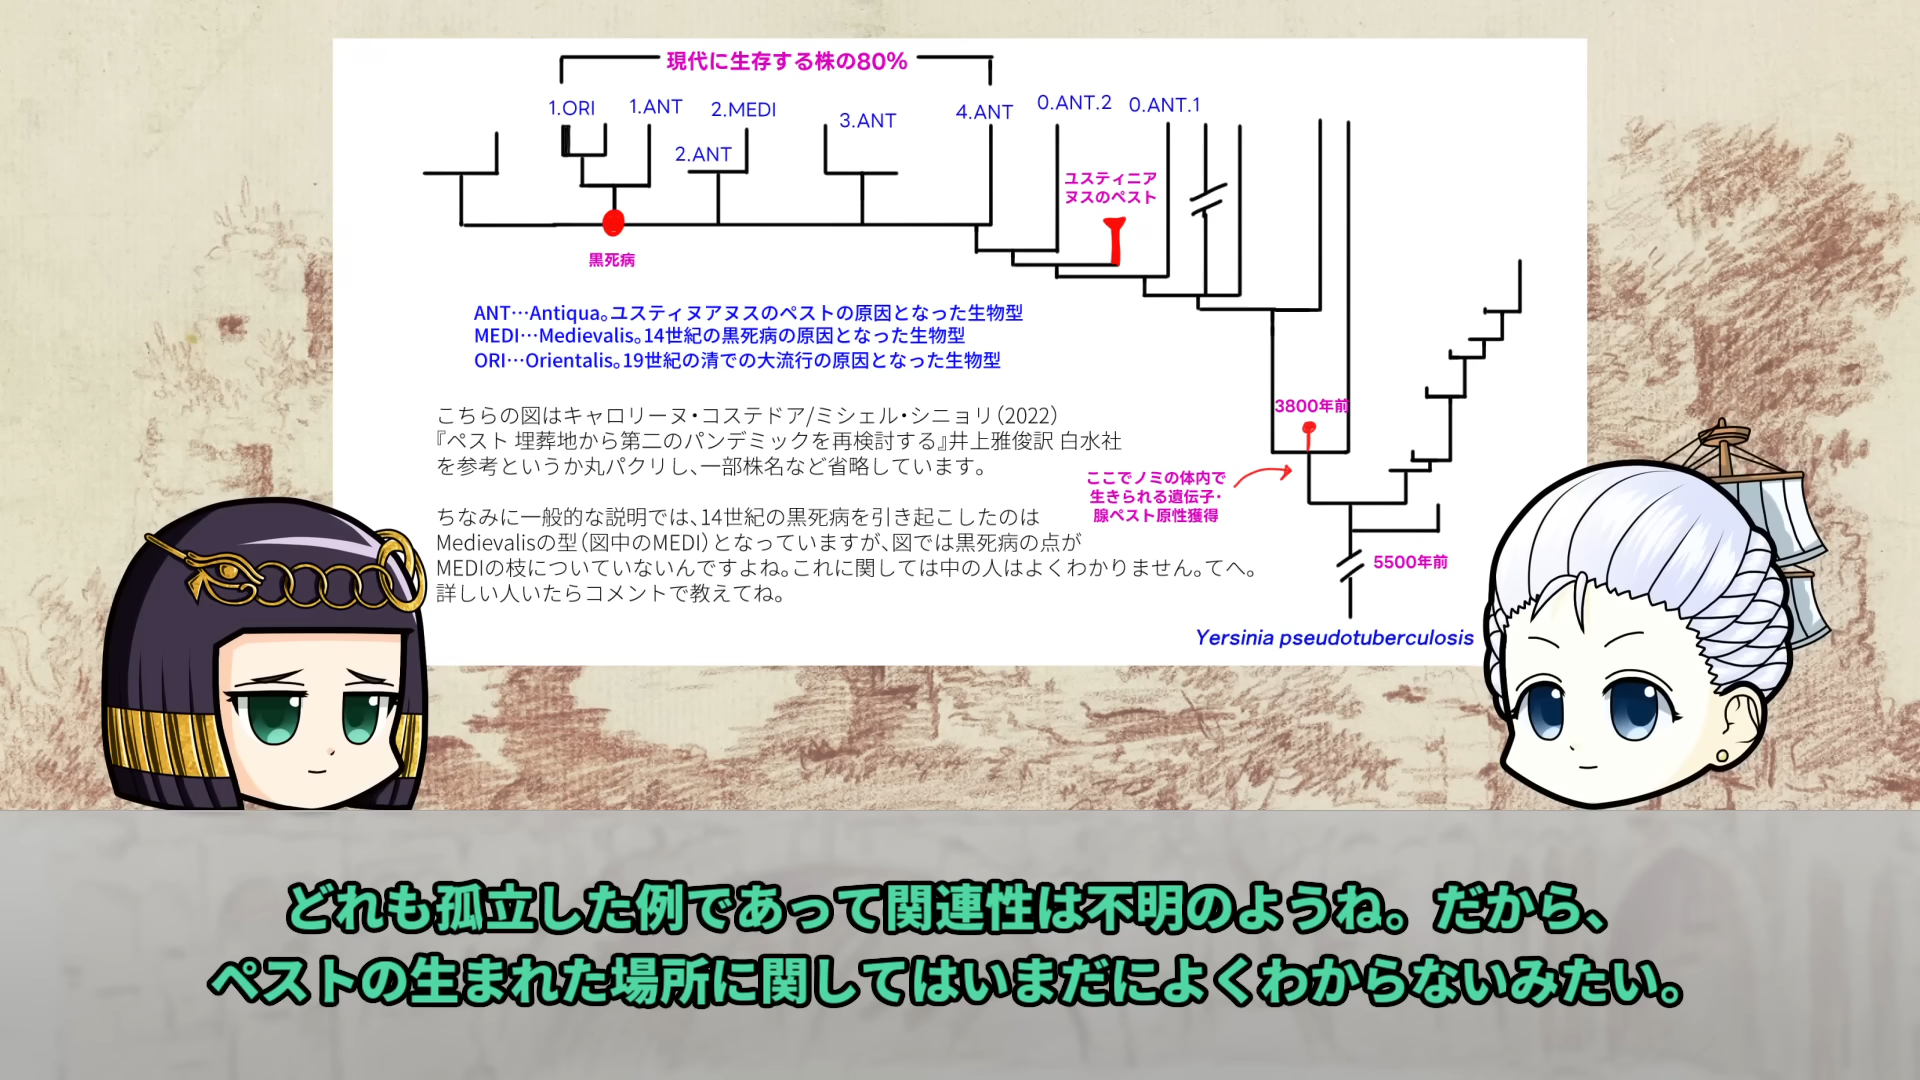 現代に生存する株の80%
1.ORI
1.ANT
2.MEDI
3.ANT
4.ANT
0.ANT.2
0.ANT.1
2.ANT
ユスティニア
ヌスのペスト
黒死病
ANT…Antiqua。ユスティヌアヌスのペストの原因となった生物型
MEDI…Medievalis。14世紀の黒死病の原因となった生物型
ORI…Orientalis。19世紀の清での大流行の原因となった生物型
3800年前
こちらの図はキャロリーヌ・コステドア/ミシェル・シニョリ（2022）
『ペスト 埋葬地から第二のパンデミックを再検討する』井上雅俊訳 白水社
を参考というか丸パクリし、一部株名など省略しています。
ここでノミの体内で
生きられる遺伝子・
腺ペスト原性獲得
ちなみに一般的な説明では、14世紀の黒死病を引き起こしたのは
Medievalisの型（図中のMEDI）となっていますが、図では黒死病の点が
MEDIの枝についていないんですよね。これに関しては中の人はよくわかりません。てへ。
詳しい人いたらコメントで教えてね。
5500年前
Yersinia pseudotuberculosis
どれも孤立した例であって関連性は不明のようね。だから、
ペストの生まれた場所に関してはいまだによくわからないみたい。